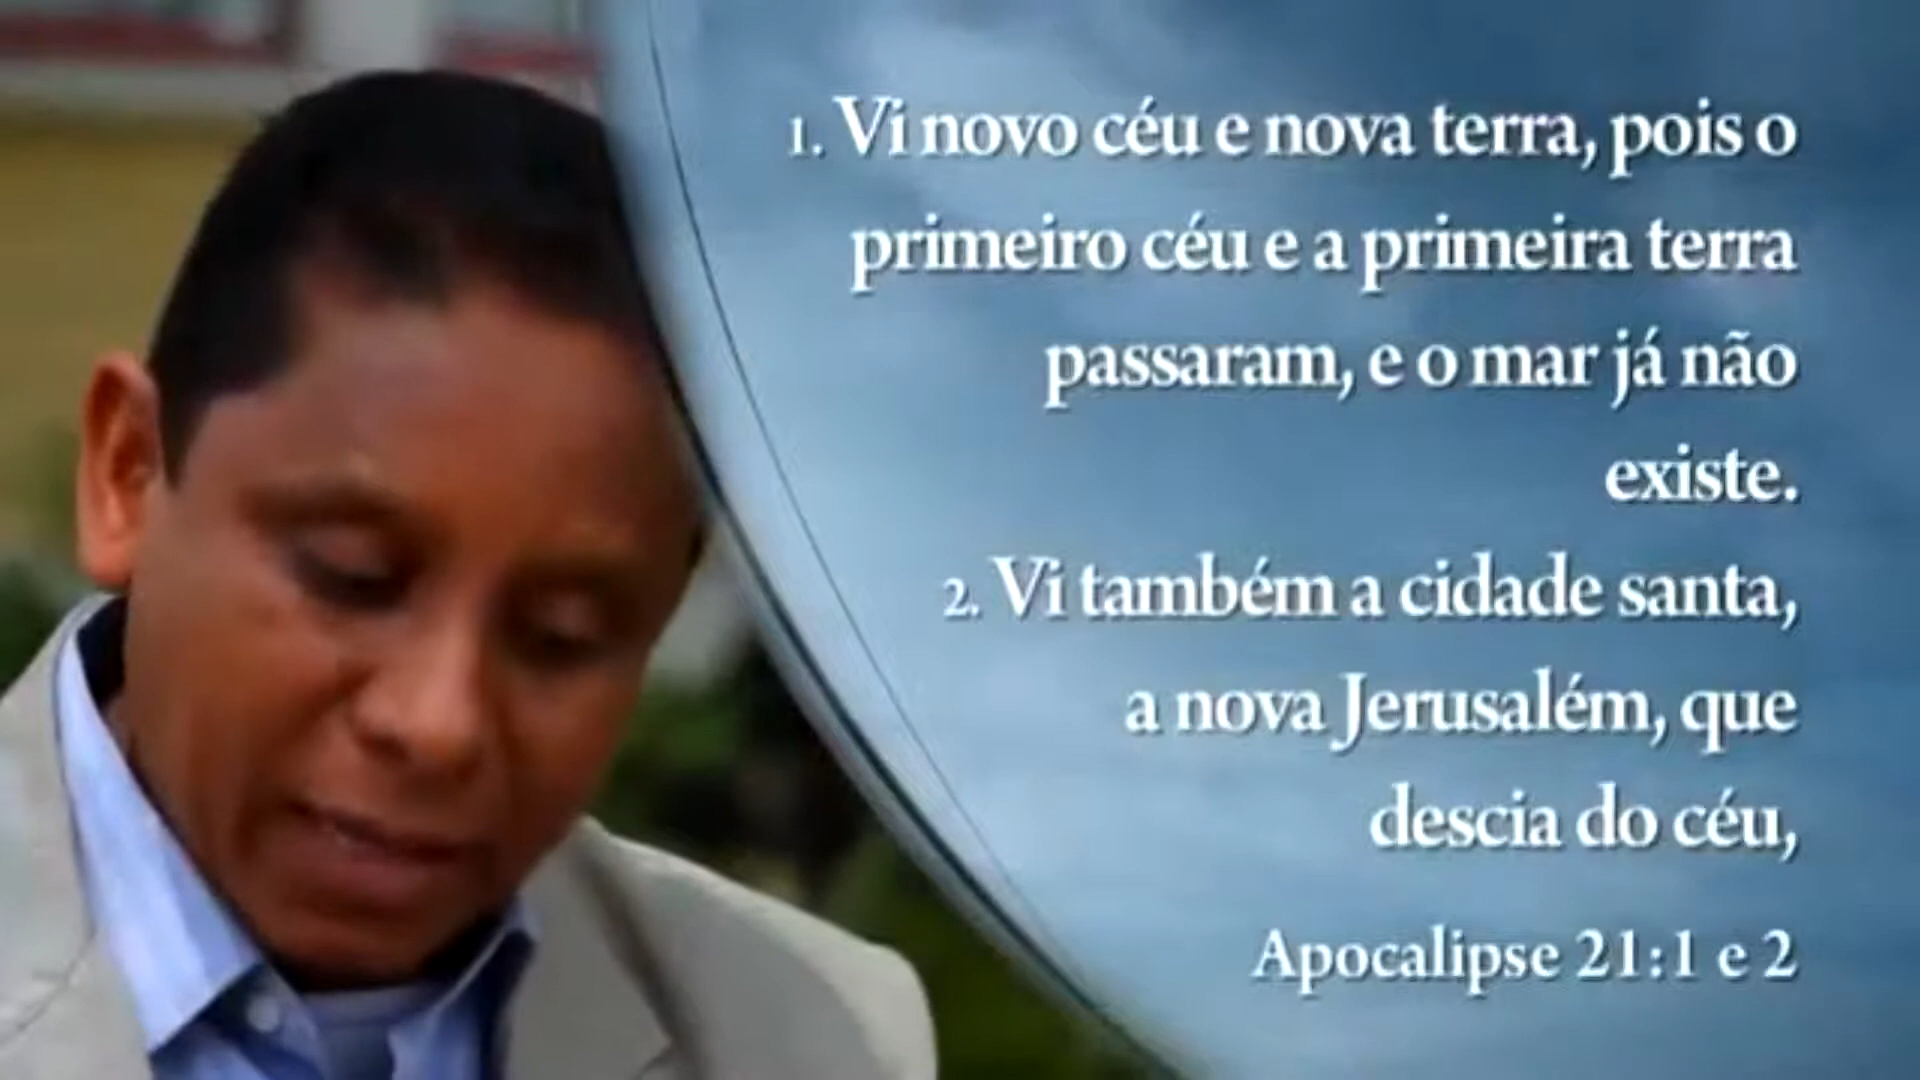 1. Vi novo céu e nova terra, pois o
primeiro céu e a primeira terra
passaram, e o mar já não
existe.
2. Vi também a cidade santa,
a nova Jerusalém, que
descia do céu,
Apocalipse 21:1 e 2